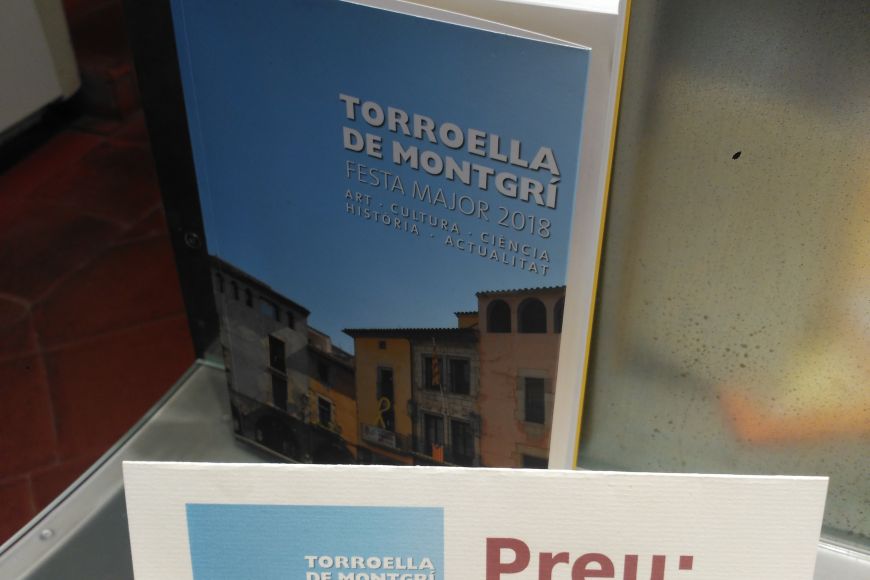 TORROELLA
DE MONTGRÍ
FESTA MAJOR 2018
ART · CULTURA · CIÈNCIA
HISTÒRIA · ACTUALITAT
TORROELLA
DE MONTGRÍ
Preu: